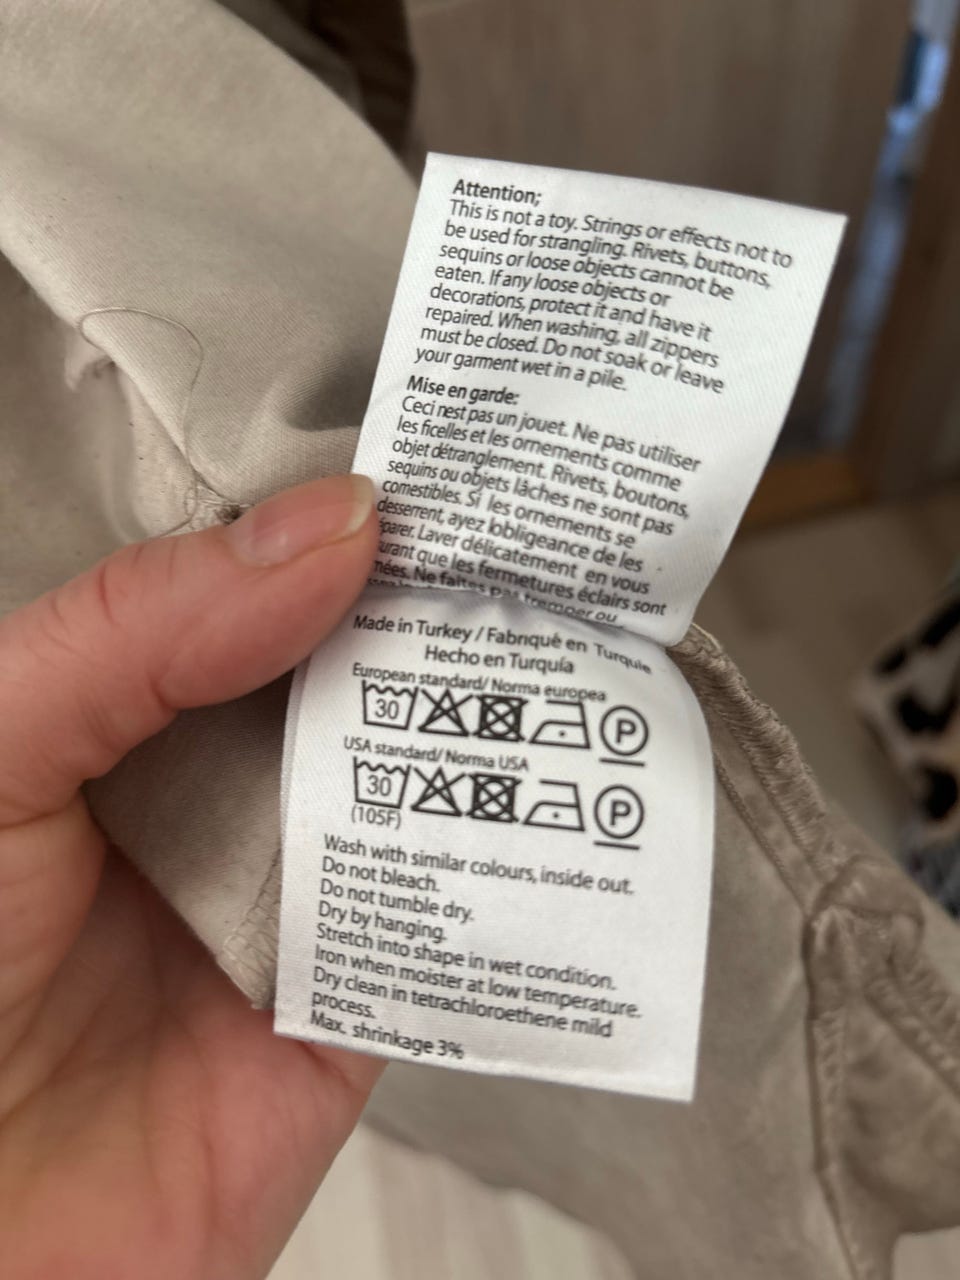 Attention;
This is not a toy. Strings or effects not to
be used for strangling. Rivets, buttons,
sequins or loose objects cannot be
eaten. If any loose objects or
decorations, protect it and have it
repaired. When washing, all zippers
must be closed. Do not soak or leave
your garment wet in a pile.
Mise en garde:
Ceci nest pas un jouet. Ne pas utiliser
les ficelles et les ornements comme
objet détranglement. Rivets, boutons,
sequins ou objets lâches ne sont pas
comestibles. Si les ornements se
desserrent, ayez lobligeance de les
éparer. Laver délicatement en vous
urant que les fermetures éclairs sont
mées. Ne faites pas tremper ou
Made in Turkey / Fabriqué en Turquie
Hecho en Turquía
European standard/ Norma europea
30 P
USA standard/ Norma USA
30 P
(105F)
Wash with similar colours, inside out.
Do not bleach.
Do not tumble dry.
Dry by hanging.
Stretch into shape in wet condition.
Iron when moister at low temperature.
Dry clean in tetrachloroethene mild
process.
Max. shrinkage 3%